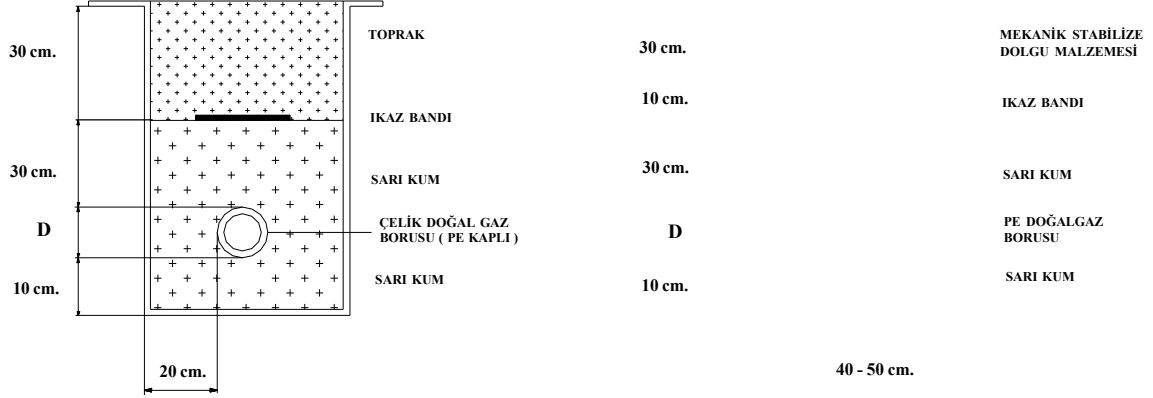 30 cm.
TOPRAK
IKAZ BANDI
30 cm.
SARI KUM
D
ÇELİK DOĞAL GAZ
BORUSU ( PE KAPLI )
10 cm.
SARI KUM
20 cm.
30 cm.
MEKANİK STABİLİZE
DOLGU MALZEMESİ
10 cm.
IKAZ BANDI
30 cm.
SARI KUM
D
PE DOĞALGAZ
BORUSU
10 cm.
SARI KUM
40 - 50 cm.